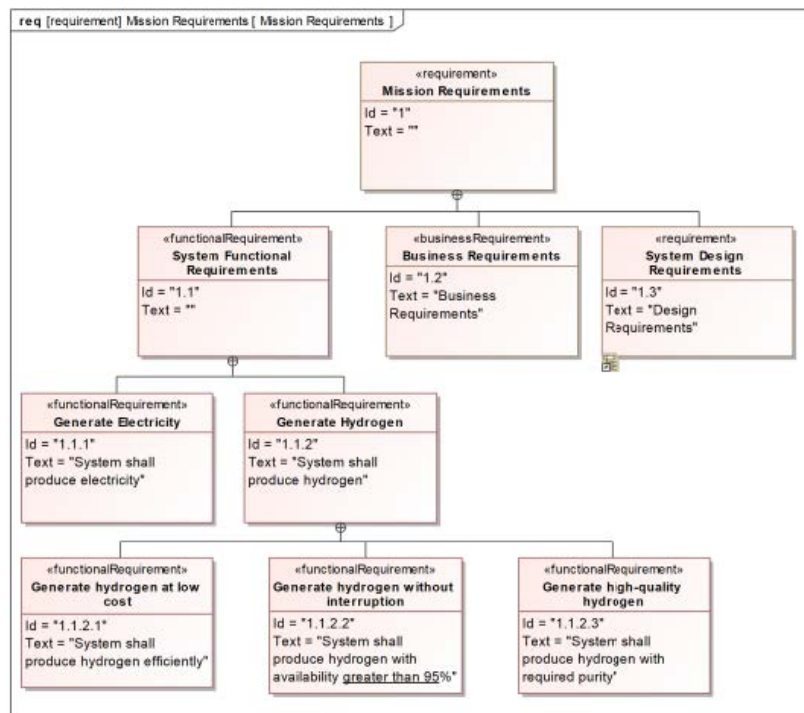 req [requirement] Mission Requirements [ Mission Requirements ]
«requirement»
Mission Requirements
Id = "1"
Text = ""
«functionalRequirement»
System Functional
Requirements
Id = "1.1"
Text = ""
«businessRequirement»
Business Requirements
Id = "1.2"
Text = "Business
Requirements"
«requirement»
System Design
Requirements
Id = "1.3"
Text = "Design
Requirements"
«functionalRequirement»
Generate Electricity
Id = "1.1.1"
Text = "System shall
produce electricity"
«functionalRequirement»
Generate Hydrogen
Id = "1.1.2"
Text = "System shall
produce hydrogen"
«functionalRequirement»
Generate hydrogen at low
cost
Id = "1.1.2.1"
Text = "System shall
produce hydrogen efficiently"
«functionalRequirement»
Generate hydrogen without
interruption
Id = "1.1.2.2"
Text = "System shall
produce hydrogen with
availability greater than 95%"
«functionalRequirement»
Generate high-quality
hydrogen
Id = "1.1.2.3"
Text = "System shall
produce hydrogen with
required purity"